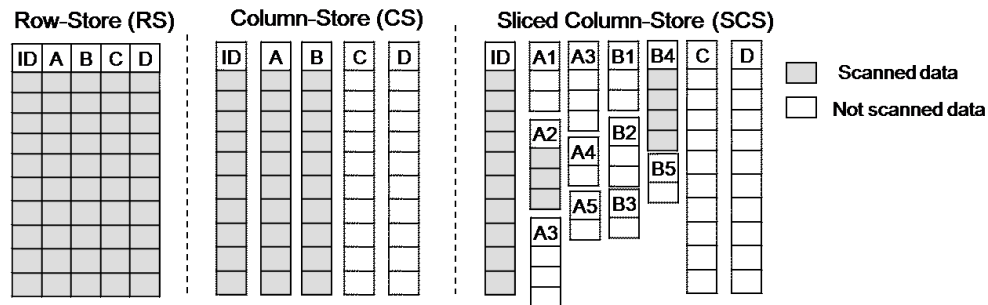 Row-Store (RS)
Column-Store (CS)
Sliced Column-Store (SCS)
ID A B C D
ID A B C D
ID A1 A3 B1 B4 C D
A2 B2
A4 B5
A5 B3
A3
Scanned data
Not scanned data